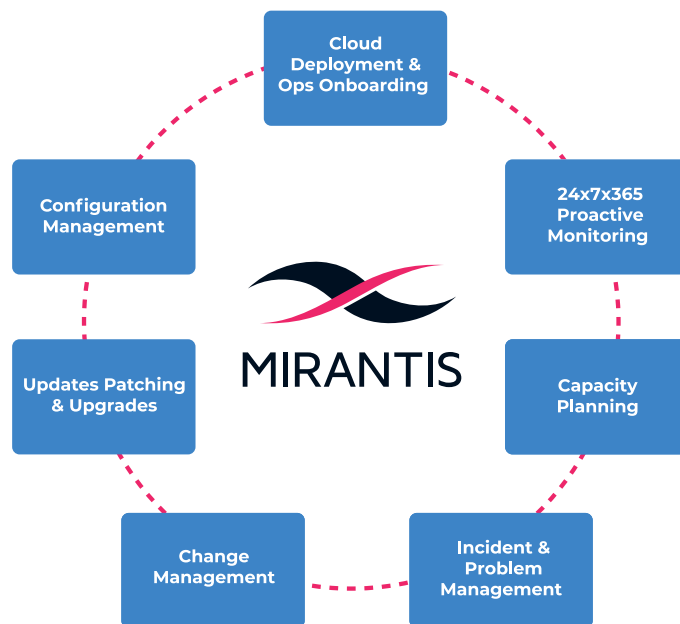 Cloud
Deployment &
Ops Onboarding
24x7x365
Proactive
Monitoring
Capacity
Planning
Incident &
Problem
Management
Change
Management
Updates Patching
& Upgrades
Configuration
Management
MIRANTIS